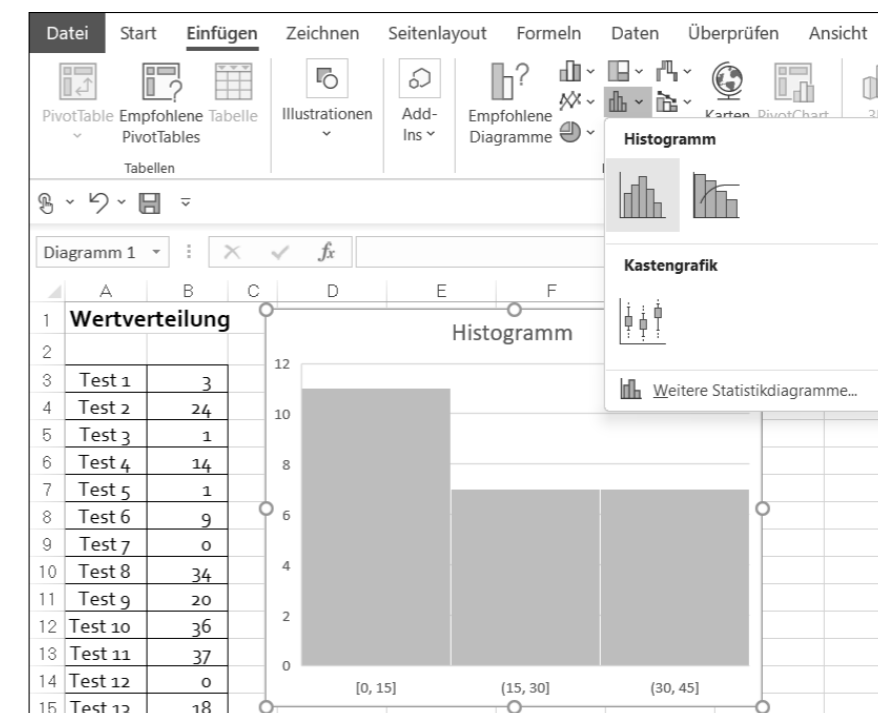 Datei Start Einfügen Zeichnen Seitenlayout Formeln Daten Überprüfen Ansicht
PivotTable Empfohlene PivotTables Tabelle
Tabellen
Illustrationen
Add-Ins
Empfohlene Diagramme
Karten PivotChart
Histogramm
Kastengrafik
Weitere Statistikdiagramme...
Diagramm 1 fx
A B C D E F
1 Wertverteilung
2
3 Test 1 3
4 Test 2 24
5 Test 3 1
6 Test 4 14
7 Test 5 1
8 Test 6 9
9 Test 7 0
10 Test 8 34
11 Test 9 20
12 Test 10 36
13 Test 11 37
14 Test 12 0
15 Test 13 18
Histogramm
12
10
8
6
4
2
0
[0, 15] (15, 30] (30, 45]